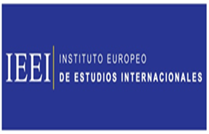 IEEI
INSTITUTO EUROPEO
DE ESTUDIOS INTERNACIONALES